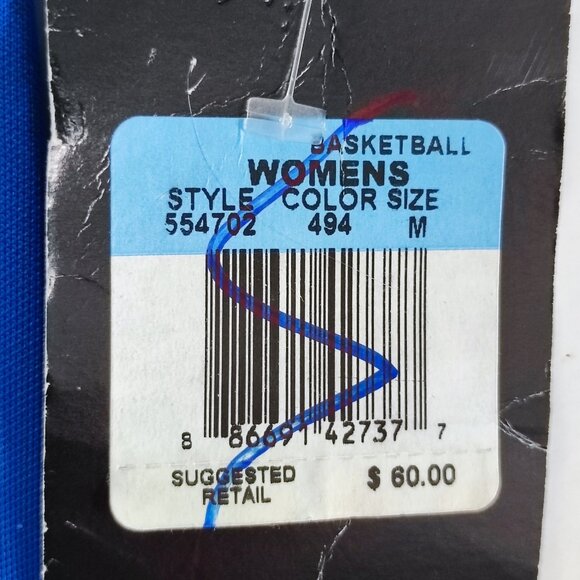 BASKETBALL
WOMENS
STYLE COLOR SIZE
554702 494 M
8 86691 42737 7
SUGGESTED RETAIL $ 60.00